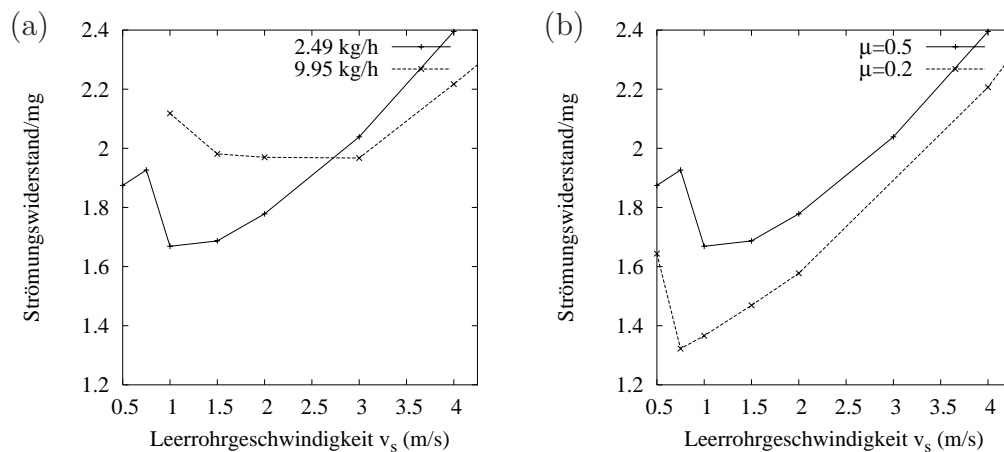 (a)
Strömungswiderstand/mg
2.4
2.2
2
1.8
1.6
1.4
1.2
2.49 kg/h
9.95 kg/h
0.5 1 1.5 2 2.5 3 3.5 4
Leerrohrgeschwindigkeit v_s (m/s)
(b)
Strömungswiderstand/mg
2.4
2.2
2
1.8
1.6
1.4
1.2
μ=0.5
μ=0.2
0.5 1 1.5 2 2.5 3 3.5 4
Leerrohrgeschwindigkeit v_s (m/s)